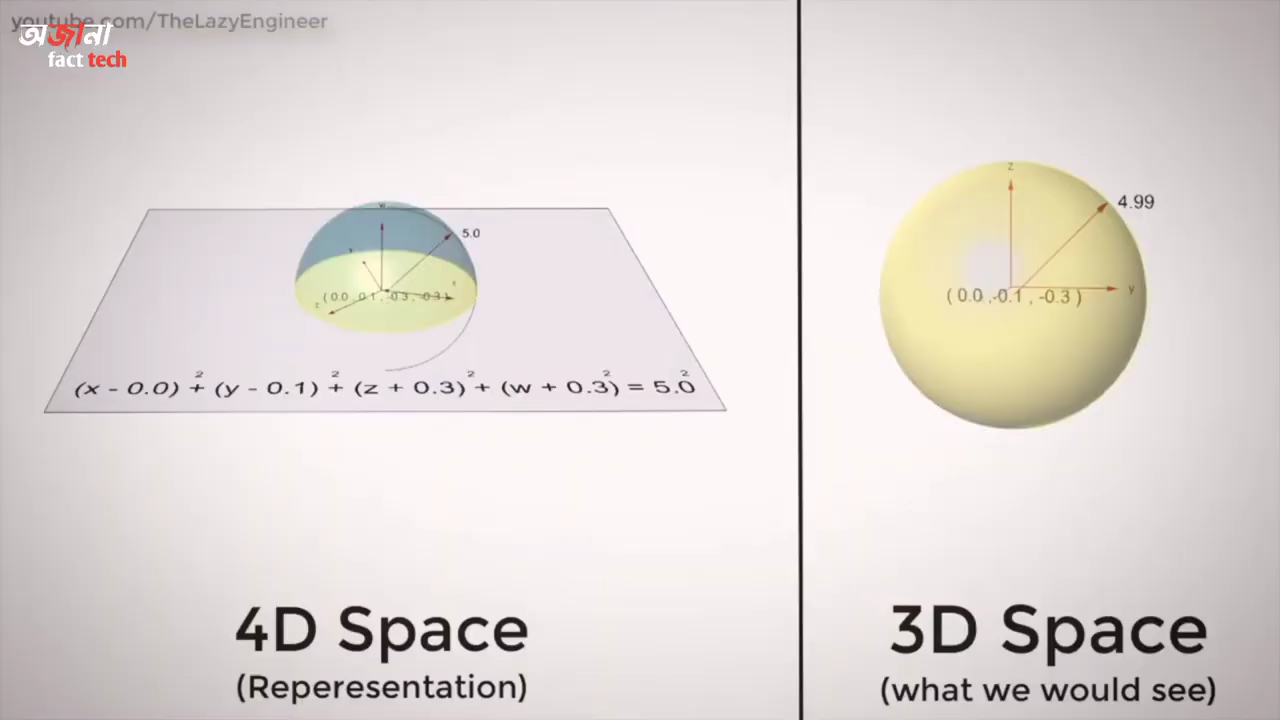 youtube.com/TheLazyEngineer
অজানা
fact tech
w
5.0
y
x
( 0.0 , -0.1 , -0.3 , -0.3 )
z
(x - 0.0)² + (y - 0.1)² + (z + 0.3)² + (w + 0.3)² = 5.0²
z
4.99
y
( 0.0 ,-0.1 , -0.3 )
4D Space
(Reperesentation)
3D Space
(what we would see)